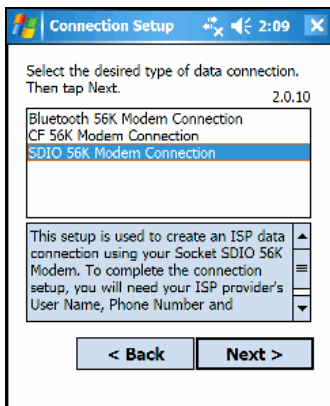 Connection Setup 2:09
Select the desired type of data connection.
Then tap Next.
2.0.10
Bluetooth 56K Modem Connection
CF 56K Modem Connection
SDIO 56K Modem Connection
This setup is used to create an ISP data
connection using your Socket SDIO 56K
Modem. To complete the connection
setup, you will need your ISP provider's
User Name, Phone Number and
< Back Next >